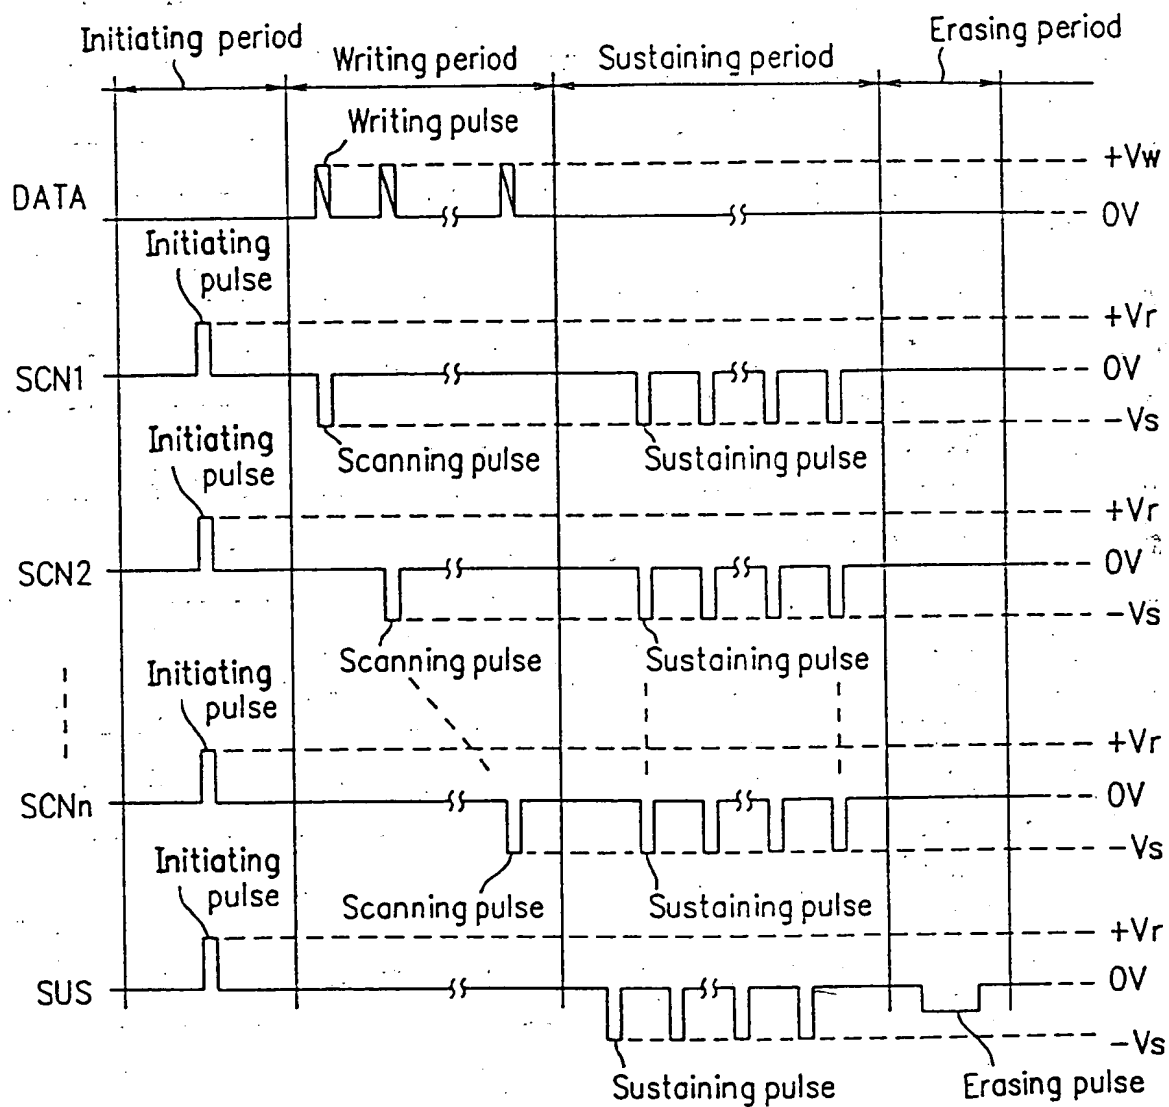 Initiating period
Writing period
Sustaining period
Erasing period
Writing pulse
+Vw
DATA
0V
Initiating
pulse
+Vr
SCN1
0V
-Vs
Scanning pulse
Sustaining pulse
Initiating
pulse
+Vr
SCN2
0V
-Vs
Scanning pulse
Sustaining pulse
Initiating
pulse
+Vr
SCNn
0V
-Vs
Scanning pulse
Sustaining pulse
Initiating
pulse
+Vr
SUS
0V
-Vs
Sustaining pulse
Erasing pulse